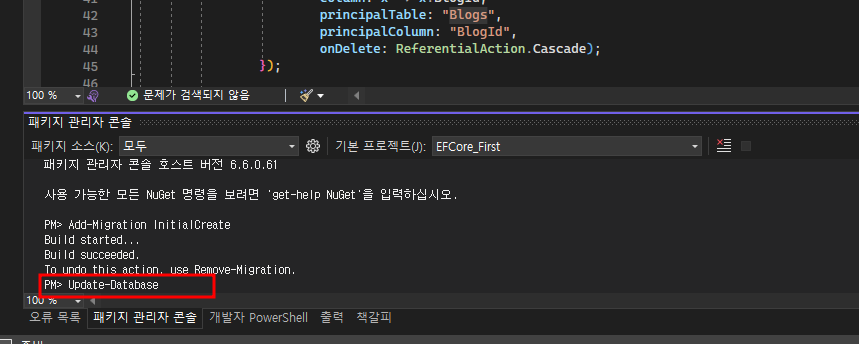 42 principalTable: "Blogs",
43 principalColumn: "BlogId",
44 onDelete: ReferentialAction.Cascade);
45 });
46
100 % 문제가 검색되지 않음
패키지 관리자 콘솔
패키지 소스(K): 모두 기본 프로젝트(J): EFCore_First
패키지 관리자 콘솔 호스트 버전 6.6.0.61
사용 가능한 모든 NuGet 명령을 보려면 'get-help NuGet'을 입력하십시오.
PM> Add-Migration InitialCreate
Build started...
Build succeeded.
To undo this action, use Remove-Migration.
PM> Update-Database
100 %
오류 목록 패키지 관리자 콘솔 개발자 PowerShell 출력 책갈피